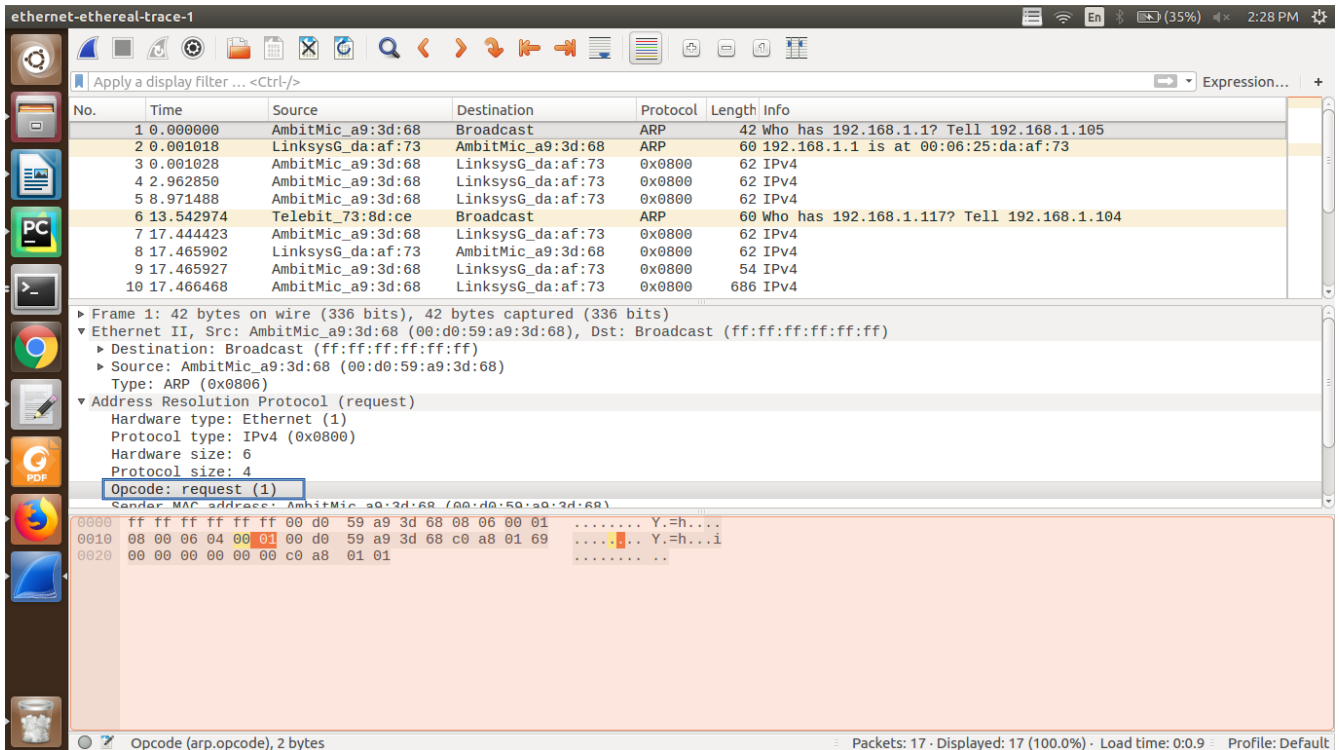 ethernet-ethereal-trace-1 En (35%) 2:28 PM
Apply a display filter … <Ctrl-/> Expression… +
No. Time Source Destination Protocol Length Info
1 0.000000 AmbitMic_a9:3d:68 Broadcast ARP 42 Who has 192.168.1.1? Tell 192.168.1.105
2 0.001018 LinksysG_da:af:73 AmbitMic_a9:3d:68 ARP 60 192.168.1.1 is at 00:06:25:da:af:73
3 0.001028 AmbitMic_a9:3d:68 LinksysG_da:af:73 0x0800 62 IPv4
4 2.962850 AmbitMic_a9:3d:68 LinksysG_da:af:73 0x0800 62 IPv4
5 8.971488 AmbitMic_a9:3d:68 LinksysG_da:af:73 0x0800 62 IPv4
6 13.542974 Telebit_73:8d:ce Broadcast ARP 60 Who has 192.168.1.117? Tell 192.168.1.104
7 17.444423 AmbitMic_a9:3d:68 LinksysG_da:af:73 0x0800 62 IPv4
8 17.465902 LinksysG_da:af:73 AmbitMic_a9:3d:68 0x0800 62 IPv4
9 17.465927 AmbitMic_a9:3d:68 LinksysG_da:af:73 0x0800 54 IPv4
10 17.466468 AmbitMic_a9:3d:68 LinksysG_da:af:73 0x0800 686 IPv4
Frame 1: 42 bytes on wire (336 bits), 42 bytes captured (336 bits)
Ethernet II, Src: AmbitMic_a9:3d:68 (00:d0:59:a9:3d:68), Dst: Broadcast (ff:ff:ff:ff:ff:ff)
Destination: Broadcast (ff:ff:ff:ff:ff:ff)
Source: AmbitMic_a9:3d:68 (00:d0:59:a9:3d:68)
Type: ARP (0x0806)
Address Resolution Protocol (request)
Hardware type: Ethernet (1)
Protocol type: IPv4 (0x0800)
Hardware size: 6
Protocol size: 4
Opcode: request (1)
Sender MAC address: AmbitMic_a9:3d:68 (00:d0:59:a9:3d:68)
0000 ff ff ff ff ff ff 00 d0 59 a9 3d 68 08 06 00 01 ........ Y.=h....
0010 08 00 06 04 00 01 00 d0 59 a9 3d 68 c0 a8 01 69 ........ Y.=h...i
0020 00 00 00 00 00 00 c0 a8 01 01 ........ ..
PC
PDF
Opcode (arp.opcode), 2 bytes Packets: 17 · Displayed: 17 (100.0%) · Load time: 0:0.9 Profile: Default